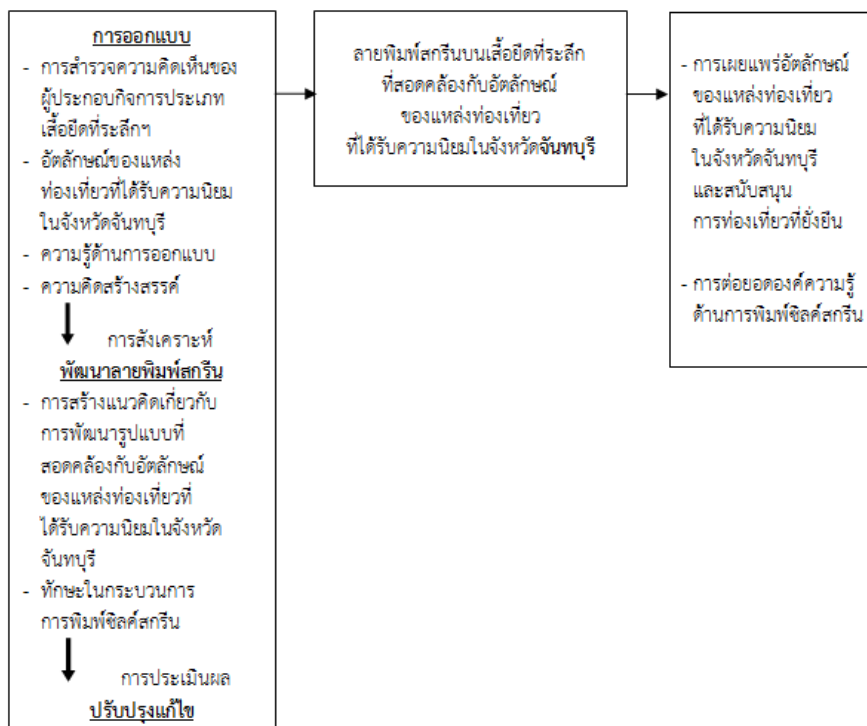 การออกแบบ
- การสำรวจความคิดเห็นของ
ผู้ประกอบกิจการประเภท
เสื้อยืดที่ระลึกฯ
- อัตลักษณ์ของแหล่ง
ท่องเที่ยวที่ได้รับความนิยม
ในจังหวัดจันทบุรี
- ความรู้ด้านการออกแบบ
- ความคิดสร้างสรรค์
การสังเคราะห์
พัฒนาลายพิมพ์สกรีน
- การสร้างแนวคิดเกี่ยวกับ
การพัฒนารูปแบบที่
สอดคล้องกับอัตลักษณ์
ของแหล่งท่องเที่ยวที่
ได้รับความนิยมในจังหวัด
จันทบุรี
- ทักษะในกระบวนการ
การพิมพ์ซิลค์สกรีน
การประเมินผล
ปรับปรุงแก้ไข
ลายพิมพ์สกรีนบนเสื้อยืดที่ระลึก
ที่สอดคล้องกับอัตลักษณ์
ของแหล่งท่องเที่ยว
ที่ได้รับความนิยมในจังหวัดจันทบุรี
- การเผยแพร่อัตลักษณ์
ของแหล่งท่องเที่ยว
ที่ได้รับความนิยม
ในจังหวัดจันทบุรี
และสนับสนุน
การท่องเที่ยวที่ยั่งยืน
- การต่อยอดองค์ความรู้
ด้านการพิมพ์ซิลค์สกรีน